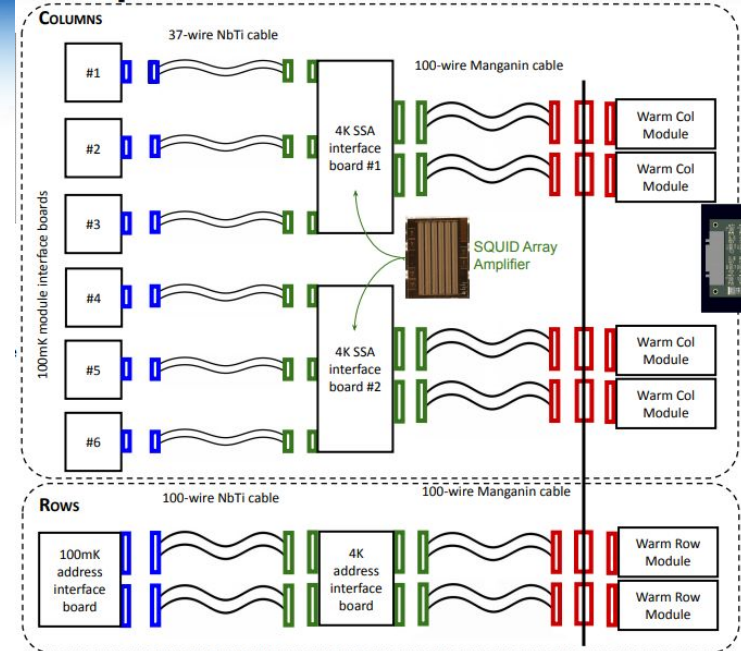 COLUMNS
37-wire NbTi cable
100-wire Manganin cable
100mK module interface boards
#1
#2
#3
#4
#5
#6
4K SSA
interface
board #1
4K SSA
interface
board #2
SQUID Array
Amplifier
Warm Col
Module
Warm Col
Module
Warm Col
Module
Warm Col
Module
ROWS
100-wire NbTi cable
100-wire Manganin cable
100mK
address
interface
board
4K
address
interface
board
Warm Row
Module
Warm Row
Module